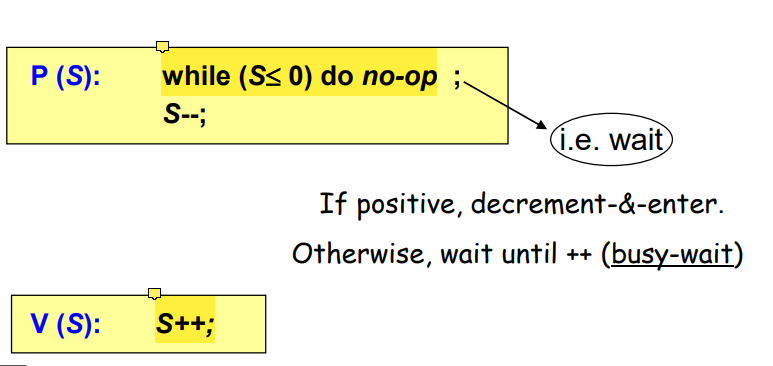 P (S): while (S≤ 0) do no-op ;
S--;
i.e. wait
If positive, decrement-&-enter.
Otherwise, wait until ++ (busy-wait)
V (S): S++;